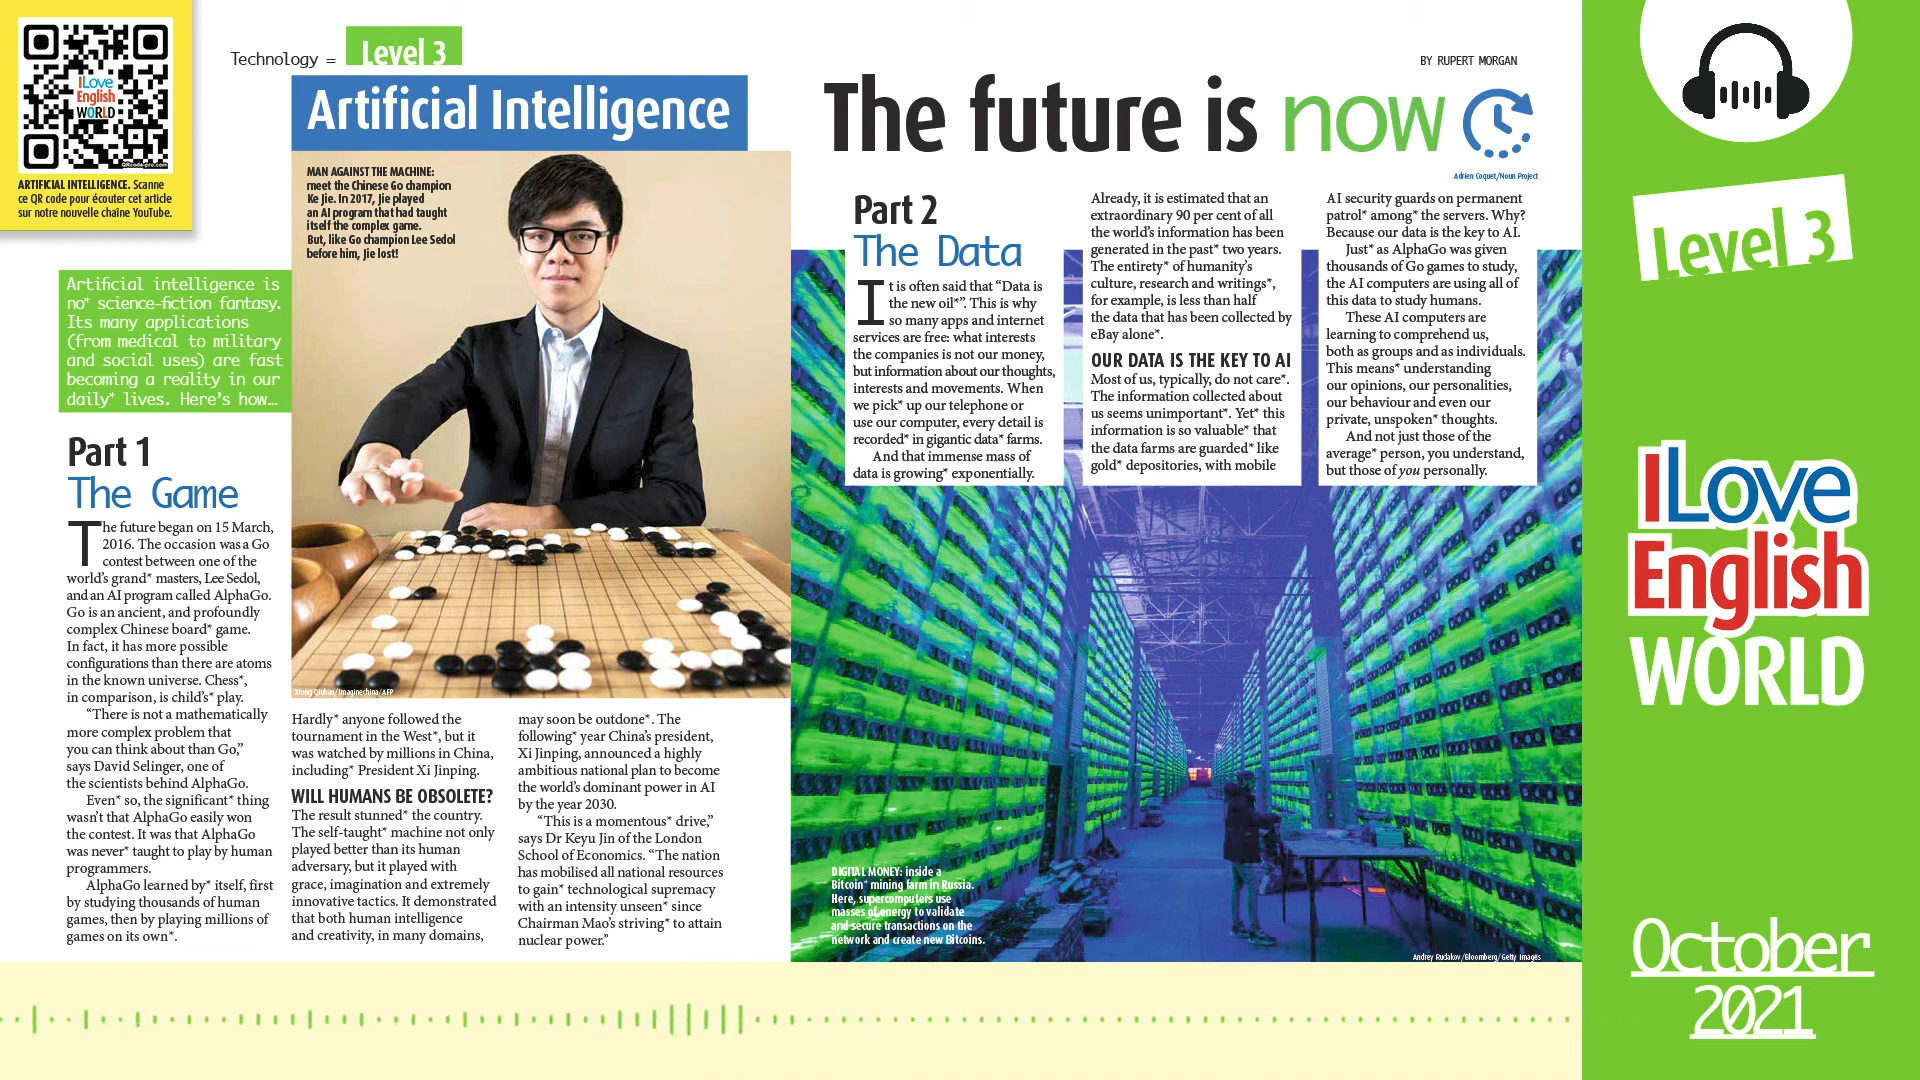 ILove
English
WORLD
QRcode-pro.com
ARTIFICIAL INTELLIGENCE. Scanne
ce QR code pour écouter cet article
sur notre nouvelle chaîne YouTube.
Technology =
Level 3
Artificial Intelligence
MAN AGAINST THE MACHINE:
meet the Chinese Go champion
Ke Jie. In 2017, Jie played
an AI program that had taught
itself the complex game.
But, like Go champion Lee Sedol
before him, Jie lost!
Artificial intelligence is
no* science-fiction fantasy.
Its many applications
(from medical to military
and social uses) are fast
becoming a reality in our
daily* lives. Here's how...
Part 1
The Game
The future began on 15 March,
2016. The occasion was a Go
contest between one of the
world's grand* masters, Lee Sedol,
and an AI program called AlphaGo.
Go is an ancient, and profoundly
complex Chinese board* game.
In fact, it has more possible
configurations than there are atoms
in the known universe. Chess*,
in comparison, is child's* play.
“There is not a mathematically
more complex problem that
you can think about than Go,”
says David Selinger, one of
the scientists behind AlphaGo.
Even* so, the significant* thing
wasn't that AlphaGo easily won
the contest. It was that AlphaGo
was never* taught to play by human
programmers.
AlphaGo learned by* itself, first
by studying thousands of human
games, then by playing millions of
games on its own*.
Xiong Qiuhao/Imaginechina/AFP
Hardly* anyone followed the
tournament in the West*, but it
was watched by millions in China,
including* President Xi Jinping.
WILL HUMANS BE OBSOLETE?
The result stunned* the country.
The self-taught* machine not only
played better than its human
adversary, but it played with
grace, imagination and extremely
innovative tactics. It demonstrated
that both human intelligence
and creativity, in many domains,
may soon be outdone*. The
following* year China's president,
Xi Jinping, announced a highly
ambitious national plan to become
the world's dominant power in AI
by the year 2030.
“This is a momentous* drive,”
says Dr Keyu Jin of the London
School of Economics. “The nation
has mobilised all national resources
to gain* technological supremacy
with an intensity unseen* since
Chairman Mao's striving* to attain
nuclear power.”
BY RUPERT MORGAN
The future is now
Adrien Coquet/Noun Project
Part 2
The Data
It is often said that “Data is
the new oil*”. This is why
so many apps and internet
services are free: what interests
the companies is not our money,
but information about our thoughts,
interests and movements. When
we pick* up our telephone or
use our computer, every detail is
recorded* in gigantic data* farms.
And that immense mass of
data is growing* exponentially.
Already, it is estimated that an
extraordinary 90 per cent of all
the world's information has been
generated in the past* two years.
The entirety* of humanity's
culture, research and writings*,
for example, is less than half
the data that has been collected by
eBay alone*.
OUR DATA IS THE KEY TO AI
Most of us, typically, do not care*.
The information collected about
us seems unimportant*. Yet* this
information is so valuable* that
the data farms are guarded* like
gold* depositories, with mobile
AI security guards on permanent
patrol* among* the servers. Why?
Because our data is the key to AI.
Just* as AlphaGo was given
thousands of Go games to study,
the AI computers are using all of
this data to study humans.
These AI computers are
learning to comprehend us,
both as groups and as individuals.
This means* understanding
our opinions, our personalities,
our behaviour and even our
private, unspoken* thoughts.
And not just those of the
average* person, you understand,
but those of you personally.
DIGITAL MONEY: inside a
Bitcoin* mining farm in Russia.
Here, supercomputers use
masses of energy to validate
and secure transactions on the
network and create new Bitcoins.
Andrey Rudakov/Bloomberg/Getty Images
Level 3
ILove
English
WORLD
October
2021